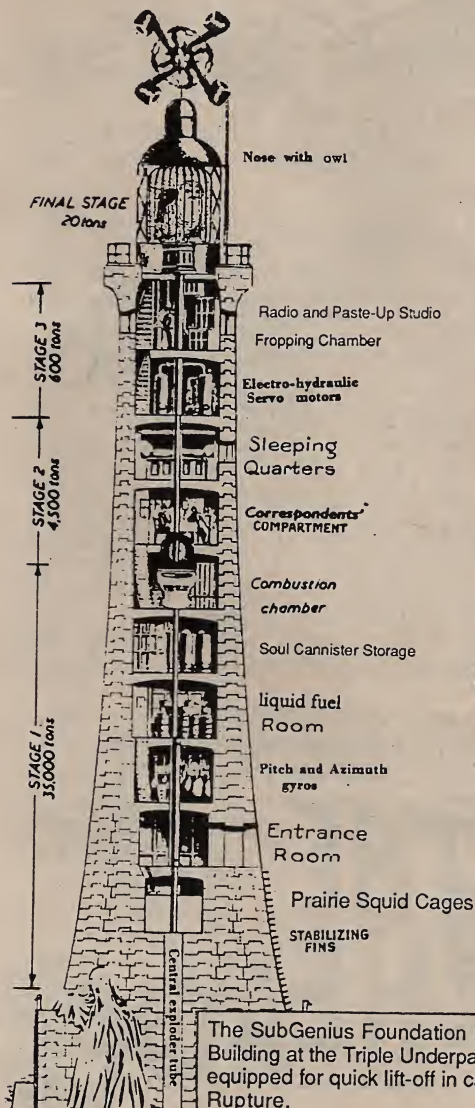 Nose with owl
FINAL STAGE
20 tons
Radio and Paste-Up Studio
Fropping Chamber
STAGE 3
600 tons
Electro-hydraulic
Servo motors
Sleeping
Quarters
STAGE 2
4,500 tons
Correspondents'
COMPARTMENT
Combustion
chamber
Soul Cannister Storage
liquid fuel
Room
STAGE 1
35,000 tons
Pitch and Azimuth
gyros
Entrance
Room
Prairie Squid Cages
STABILIZING
FINS
Central exploder tube
The SubGenius Foundation
Building at the Triple Underpa
equipped for quick lift-off in c
Rupture.